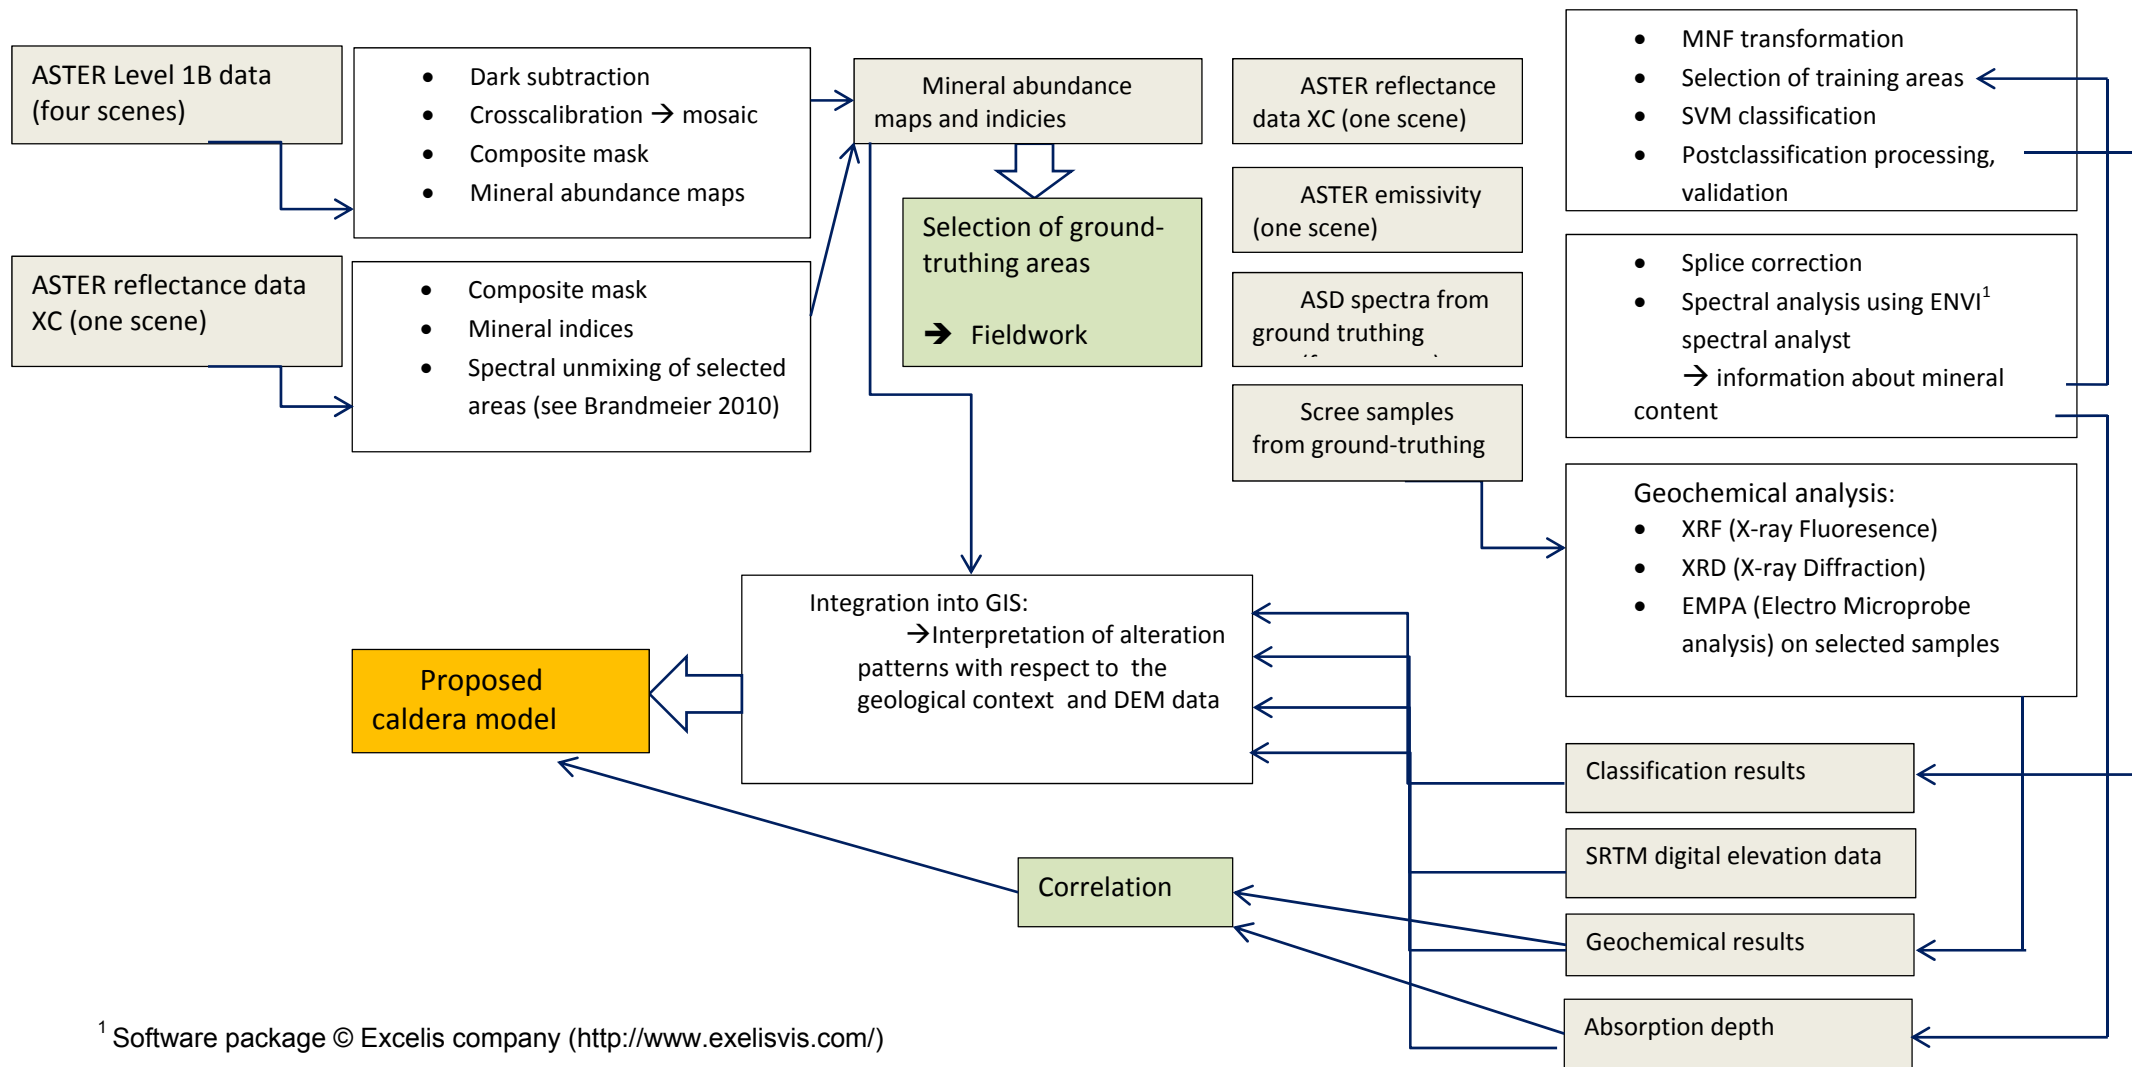 ASTER Level 1B data
(four scenes)
• Dark subtraction
• Crosscalibration → mosaic
• Composite mask
• Mineral abundance maps
ASTER reflectance data
XC (one scene)
• Composite mask
• Mineral indices
• Spectral unmixing of selected
areas (see Brandmeier 2010)
Mineral abundance
maps and indicies
Selection of ground-
truthing areas
→ Fieldwork
ASTER reflectance
data XC (one scene)
ASTER emissivity
(one scene)
ASD spectra from
ground truthing
Scree samples
from ground-truthing
• MNF transformation
• Selection of training areas
• SVM classification
• Postclassification processing,
validation
• Splice correction
• Spectral analysis using ENVI¹
spectral analyst
→ information about mineral
content
Geochemical analysis:
• XRF (X-ray Fluoresence)
• XRD (X-ray Diffraction)
• EMPA (Electro Microprobe
analysis) on selected samples
Integration into GIS:
→Interpretation of alteration
patterns with respect to the
geological context and DEM data
Proposed
caldera model
Classification results
SRTM digital elevation data
Correlation
Geochemical results
Absorption depth
¹ Software package © Excelis company (http://www.exelisvis.com/)